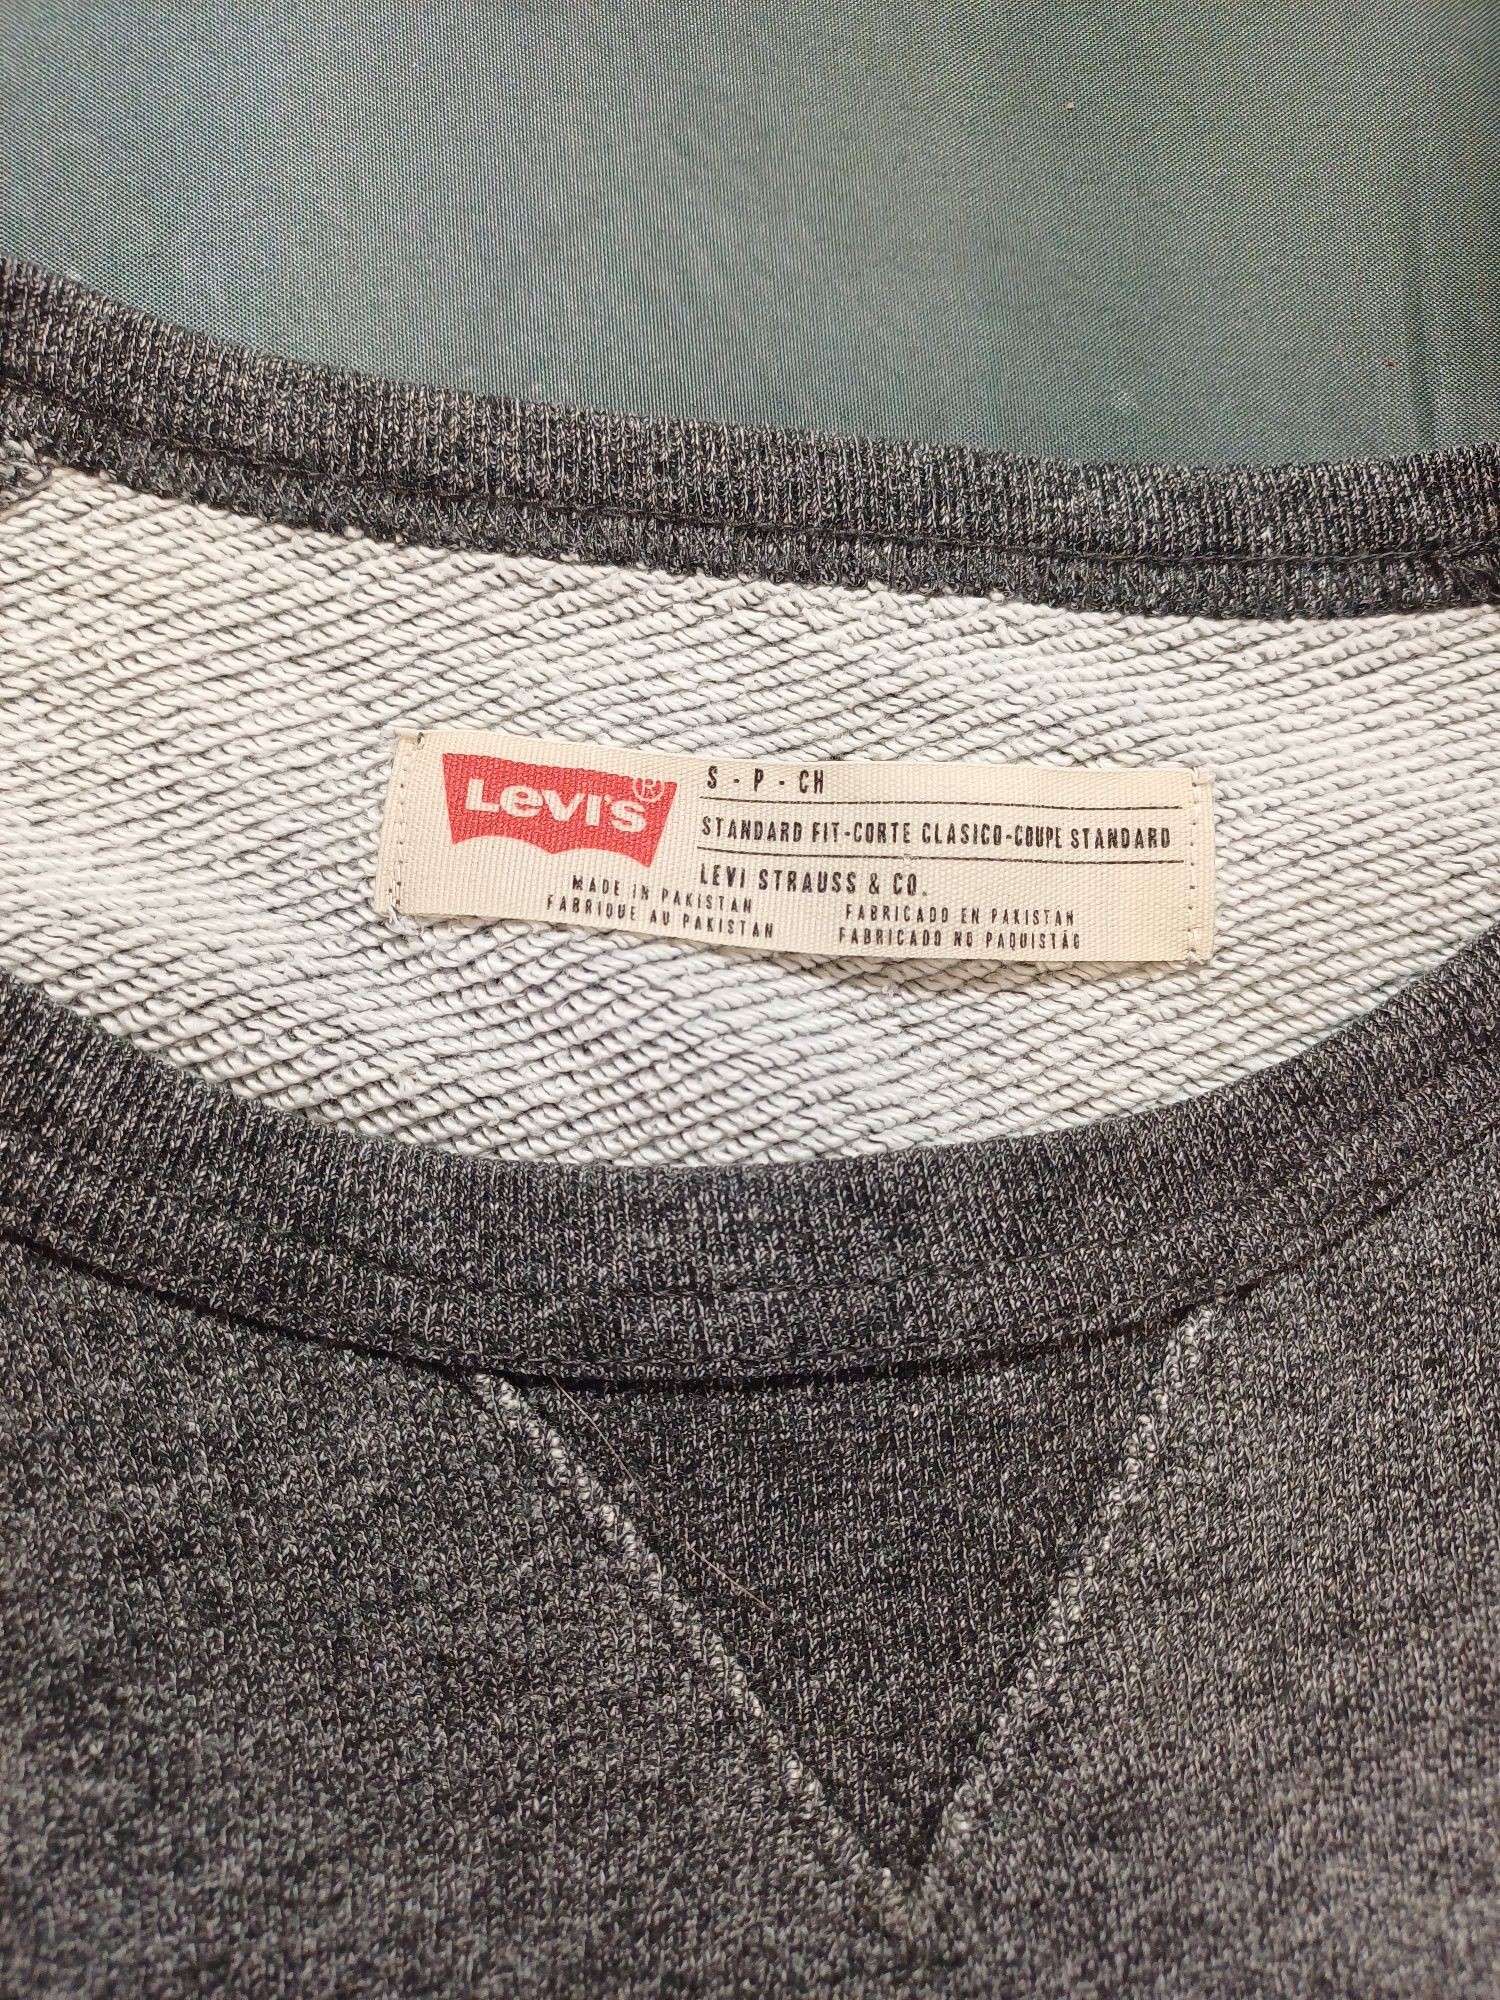 Levi's®
S - P - CH
STANDARD FIT-CORTE CLASICO-COUPE STANDARD
LEVI STRAUSS & CO.
MADE IN PAKISTAN
FABRIQUE AU PAKISTAN
FABRICADO EN PAKISTAN
FABRICADO NO PAQUISTÃO